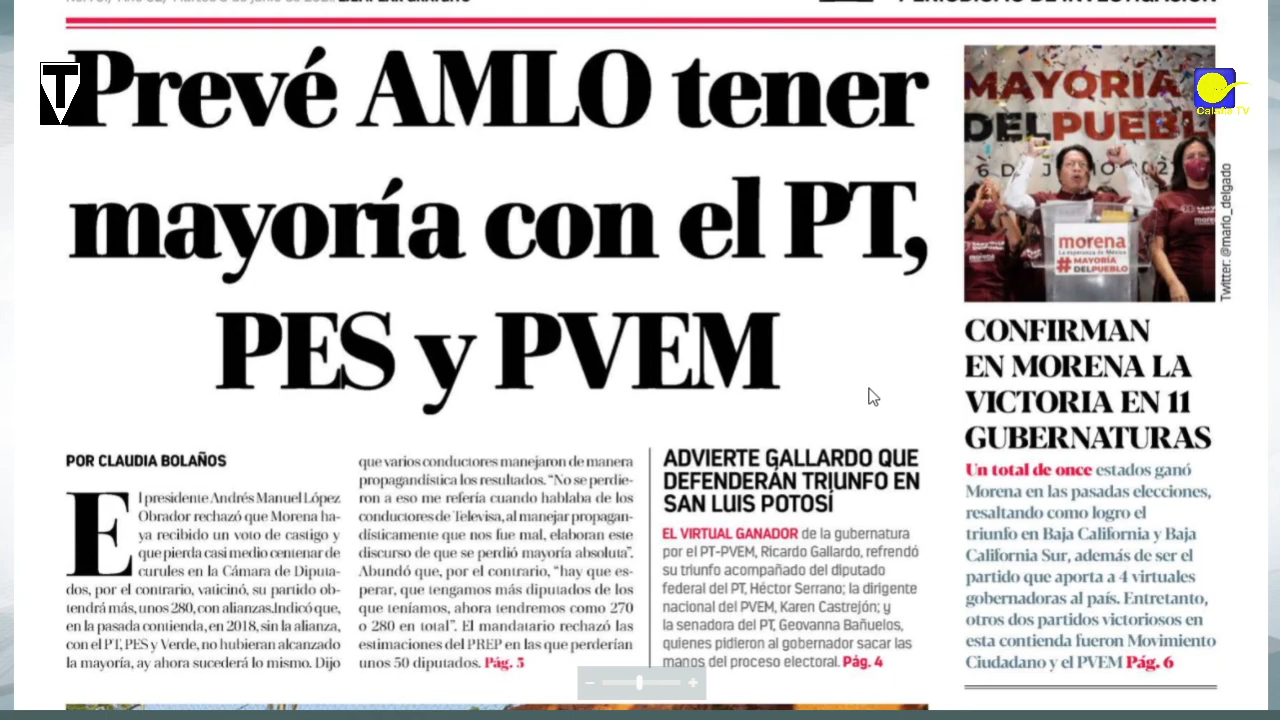 PERIODISMO DE INVESTIGACIÓN
T
Prevé AMLO tener
mayoría con el PT,
PES y PVEM
POR CLAUDIA BOLAÑOS
El presidente Andrés Manuel López
Obrador rechazó que Morena ha-
ya recibido un voto de castigo y
que pierda casi medio centenar de
curules en la Cámara de Diputa-
dos, por el contrario, vaticinó, su partido ob-
tendrá más, unos 280, con alianzas.Indicó que,
en la pasada contienda, en 2018, sin la alianza,
con el PT, PES y Verde, no hubieran alcanzado
la mayoría, ay ahora sucederá lo mismo. Dijo
que varios conductores manejaron de manera
propagandística los resultados. “No se perdie-
ron a eso me refería cuando hablaba de los
conductores de Televisa, al manejar propagan-
dísticamente que nos fue mal, elaboran este
discurso de que se perdió mayoría absoluta”.
Abundó que, por el contrario, “hay que es-
perar, que tengamos más diputados de los
que teníamos, ahora tendremos como 270
o 280 en total”. El mandatario rechazó las
estimaciones del PREP en las que perderían
unos 50 diputados. Pág. 5
ADVIERTE GALLARDO QUE
DEFENDERÁN TRIUNFO EN
SAN LUIS POTOSÍ
EL VIRTUAL GANADOR de la gubernatura
por el PT-PVEM, Ricardo Gallardo, refrendó
su triunfo acompañado del diputado
federal del PT, Héctor Serrano; la dirigente
nacional del PVEM, Karen Castrejón; y
la senadora del PT, Geovanna Bañuelos,
quienes pidieron al gobernador sacar las
manos del proceso electoral. Pág. 4
MAYORÍA
DEL PUEBLO
morena
La esperanza de México
#MAYORÍA
DELPUEBLO
Calafia TV
Twitter: @mario_delgado
CONFIRMAN
EN MORENA LA
VICTORIA EN 11
GUBERNATURAS
Un total de once estados ganó
Morena en las pasadas elecciones,
resaltando como logro el
triunfo en Baja California y Baja
California Sur, además de ser el
partido que aporta a 4 virtuales
gobernadoras al país. Entretanto,
otros dos partidos victoriosos en
esta contienda fueron Movimiento
Ciudadano y el PVEM Pág. 6